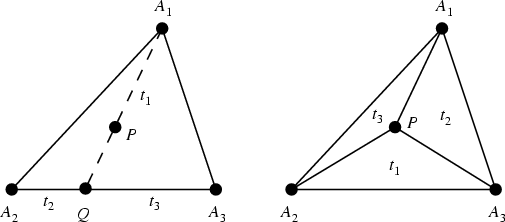 A1 A1
t1
P
t3 P t2
t1
t2 t3
A2 Q A3 A2 A3